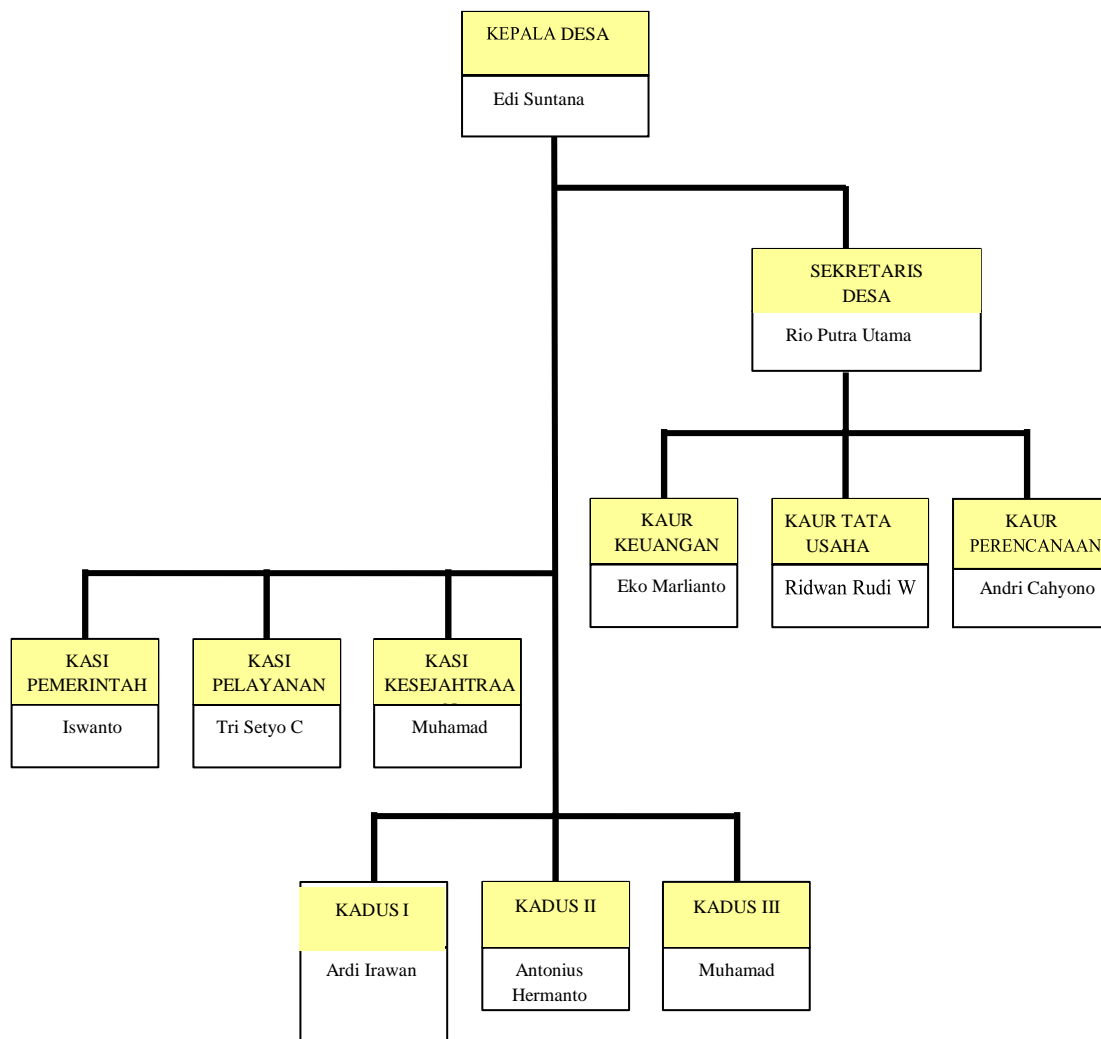 KEPALA DESA
Edi Suntana
SEKRETARIS
DESA
Rio Putra Utama
KAUR
KEUANGAN
Eko Marlianto
KAUR TATA
USAHA
Ridwan Rudi W
KAUR
PERENCANAAN
Andri Cahyono
KASI
PEMERINTAH
Iswanto
KASI
PELAYANAN
Tri Setyo C
KASI
KESEJAHTRAA
Muhamad
KADUS I
Ardi Irawan
KADUS II
Antonius
Hermanto
KADUS III
Muhamad